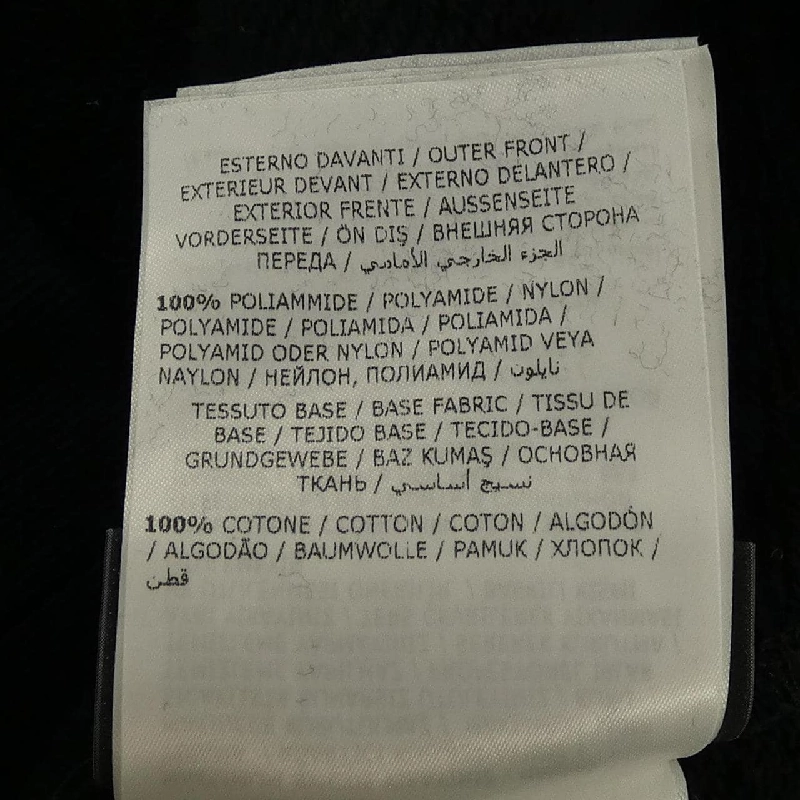 ESTERNO DAVANTI / OUTER FRONT /
EXTERIEUR DEVANT / EXTERNO DELANTERO /
EXTERIOR FRENTE / AUSSENSEITE
VORDERSEITE / ÖN DIŞ / ВНЕШНЯЯ СТОРОНА
ПЕРЕДА / الجزء الخارجي الأمامي
100% POLIAMMIDE / POLYAMIDE / NYLON /
POLYAMIDE / POLIAMIDA / POLIAMIDA /
POLYAMID ODER NYLON / POLYAMID VEYA
NAYLON / НЕЙЛОН, ПОЛИАМИД / نايلون
TESSUTO BASE / BASE FABRIC / TISSU DE
BASE / TEJIDO BASE / TECIDO-BASE /
GRUNDGEWEBE / BAZ KUMAŞ / ОСНОВНАЯ
ТКАНЬ / نسيج أساسي
100% COTONE / COTTON / COTON / ALGODÓN
/ ALGODÃO / BAUMWOLLE / PAMUK / ХЛОПОК /
قطن